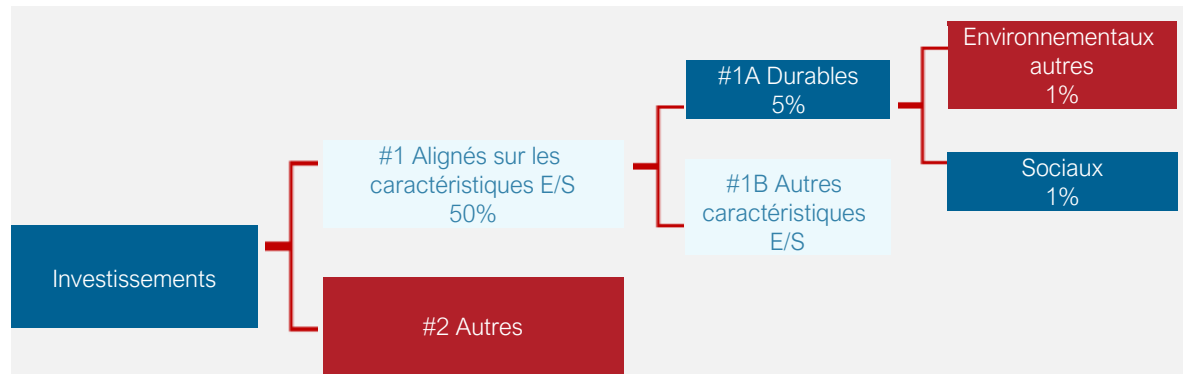 Investissements
#1 Alignés sur les
caractéristiques E/S
50%
#2 Autres
#1A Durables
5%
#1B Autres
caractéristiques
E/S
Environnementaux
autres
1%
Sociaux
1%